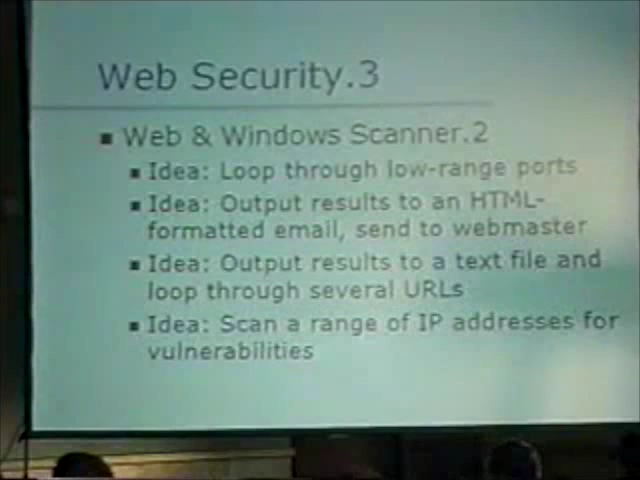 Web Security.3
Web & Windows Scanner.2
Idea: Loop through low-range ports
Idea: Output results to an HTML-
formatted email, send to webmaster
Idea: Output results to a text file and
loop through several URLs
Idea: Scan a range of IP addresses for
vulnerabilities